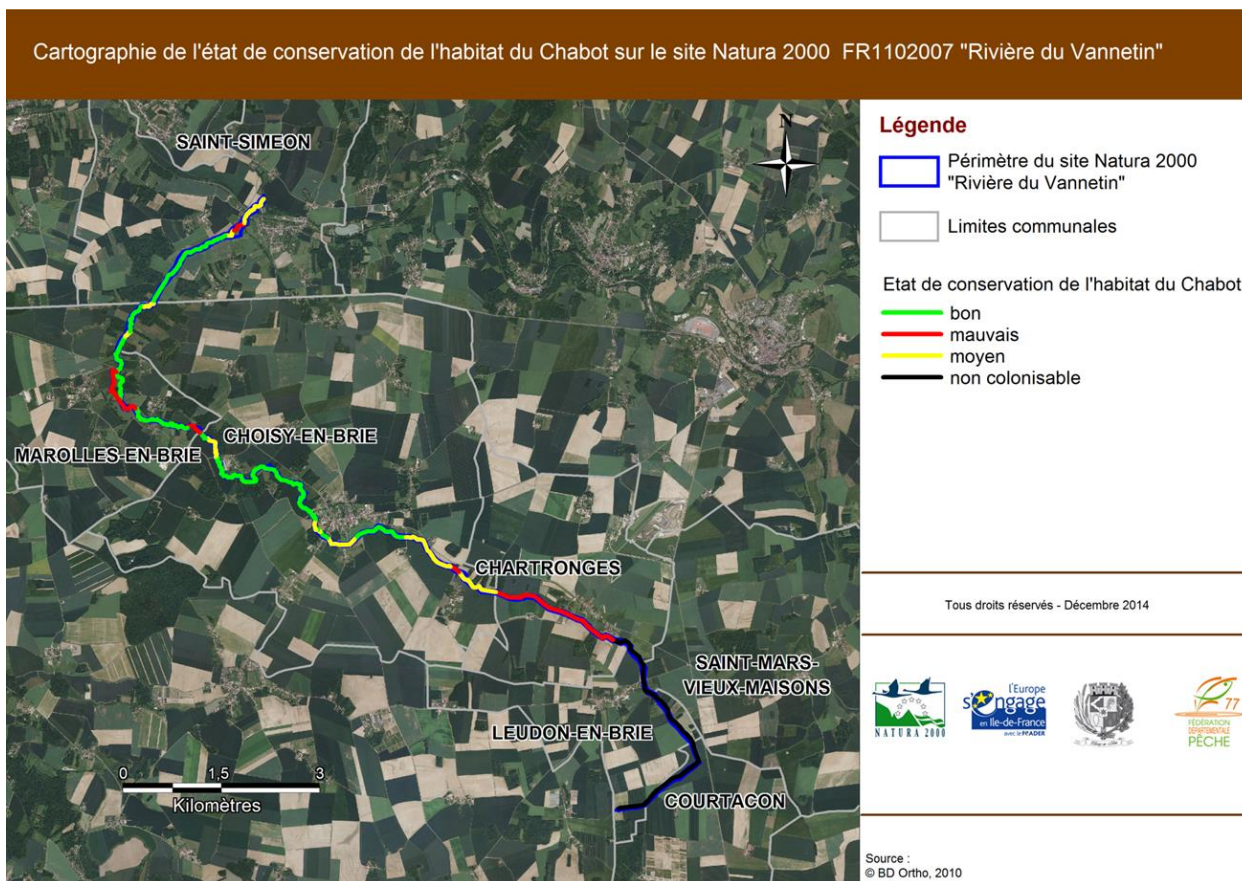 Cartographie de l'état de conservation de l'habitat du Chabot sur le site Natura 2000 FR1102007 "Rivière du Vannetin"
SAINT-SIMEON
N
CHOISY-EN-BRIE
MAROLLES-EN-BRIE
CHARTRONGES
SAINT-MARS-
VIEUX-MAISONS
LEUDON-EN-BRIE
COURTACON
0 1,5 3
Kilomètres
Légende
Périmètre du site Natura 2000
"Rivière du Vannetin"
Limites communales
Etat de conservation de l'habitat du Chabot
bon
mauvais
moyen
non colonisable
Tous droits réservés - Décembre 2014
NATURA 2000
l'Europe
s'engage
en Ile-de-France
avec le FEADER
77
FÉDÉRATION
DEPARTEMENTALE
PÊCHE
Source :
© BD Ortho, 2010